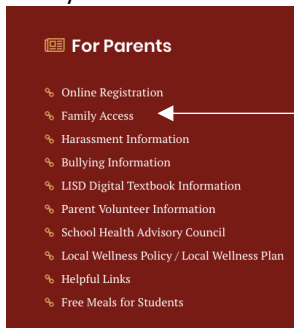 For Parents
Online Registration
Family Access
Harassment Information
Bullying Information
LISD Digital Textbook Information
Parent Volunteer Information
School Health Advisory Council
Local Wellness Policy / Local Wellness Plan
Helpful Links
Free Meals for Students